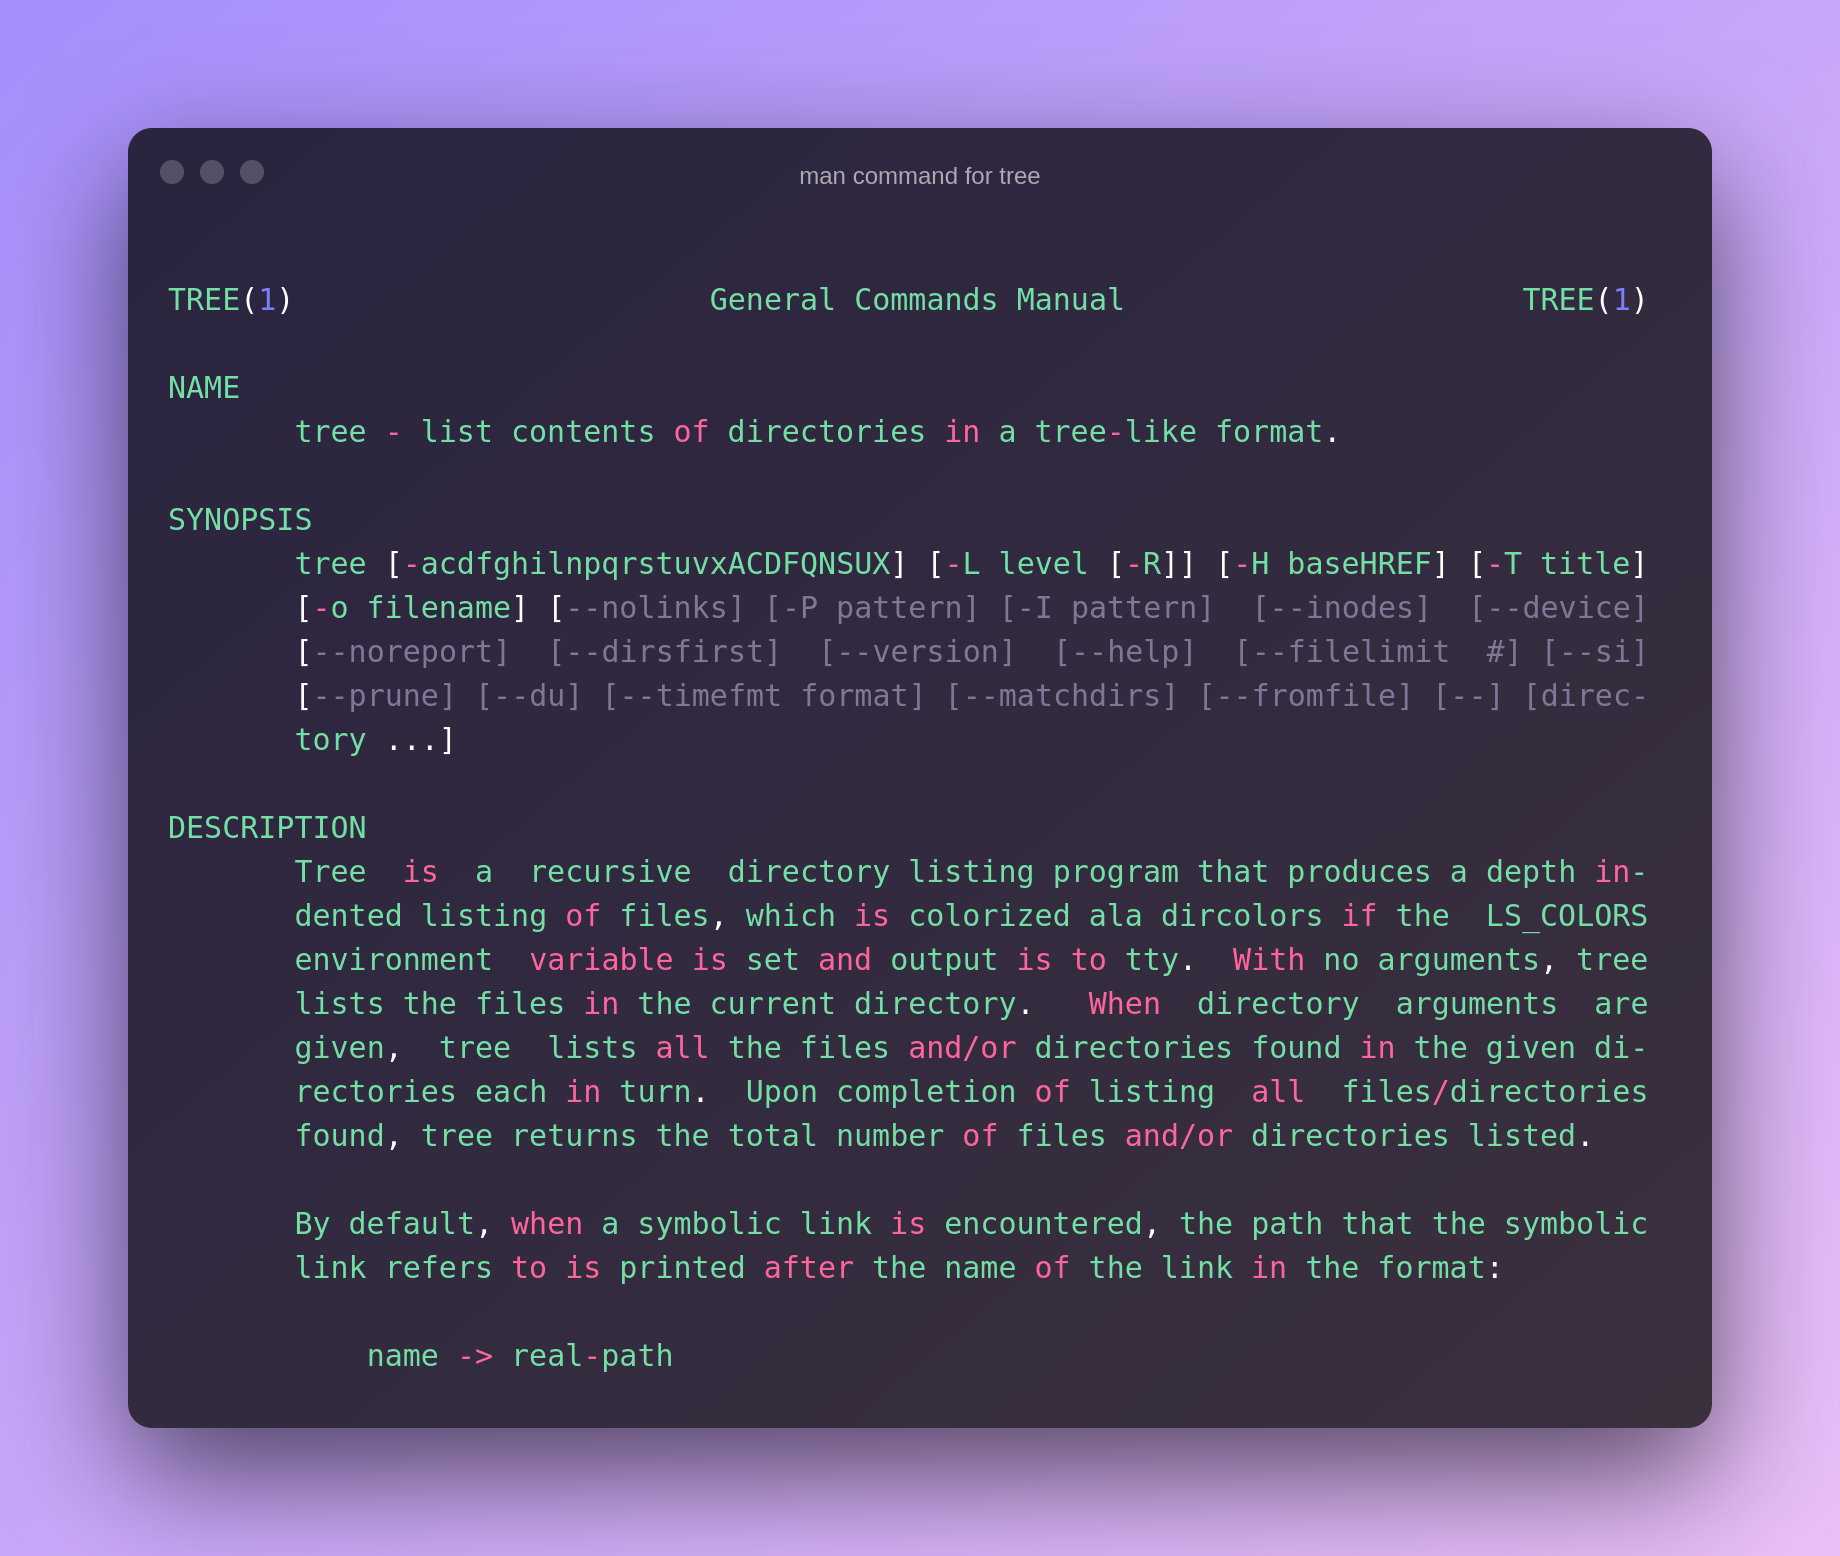 man command for tree
TREE(1)                       General Commands Manual                      TREE(1)
NAME
       tree - list contents of directories in a tree-like format.
SYNOPSIS
       tree [-acdfghilnpqrstuvxACDFQNSUX] [-L level [-R]] [-H baseHREF] [-T title]
       [-o filename] [--nolinks] [-P pattern] [-I pattern]  [--inodes]  [--device]
       [--noreport]  [--dirsfirst]  [--version]  [--help]  [--filelimit  #] [--si]
       [--prune] [--du] [--timefmt format] [--matchdirs] [--fromfile] [--] [direc-
       tory ...]
DESCRIPTION
       Tree  is  a  recursive  directory listing program that produces a depth in-
       dented listing of files, which is colorized ala dircolors if the  LS_COLORS
       environment  variable is set and output is to tty.  With no arguments, tree
       lists the files in the current directory.   When  directory  arguments  are
       given,  tree  lists all the files and/or directories found in the given di-
       rectories each in turn.  Upon completion of listing  all  files/directories
       found, tree returns the total number of files and/or directories listed.
       By default, when a symbolic link is encountered, the path that the symbolic
       link refers to is printed after the name of the link in the format:
           name -> real-path